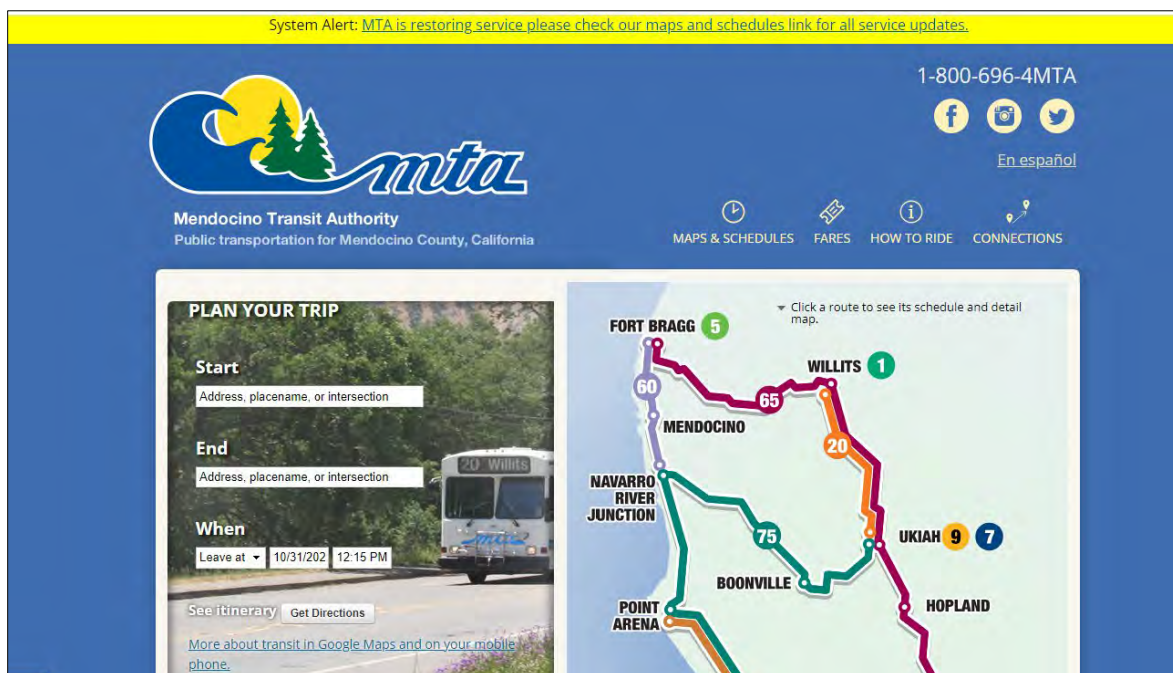 System Alert: MTA is restoring service please check our maps and schedules link for all service updates.
1-800-696-4MTA
mta
En español
Mendocino Transit Authority
Public transportation for Mendocino County, California
MAPS & SCHEDULES FARES HOW TO RIDE CONNECTIONS
PLAN YOUR TRIP
Start
Address, placename, or intersection
End
Address, placename, or intersection
When
Leave at 10/31/202 12:15 PM
See itinerary Get Directions
More about transit in Google Maps and on your mobile
phone.
20 Willits
mta
Click a route to see its schedule and detail
map.
FORT BRAGG 5
WILLITS 1
60
65
MENDOCINO
20
NAVARRO
RIVER
JUNCTION
75
UKIAH 9 7
BOONVILLE
POINT
ARENA
HOPLAND